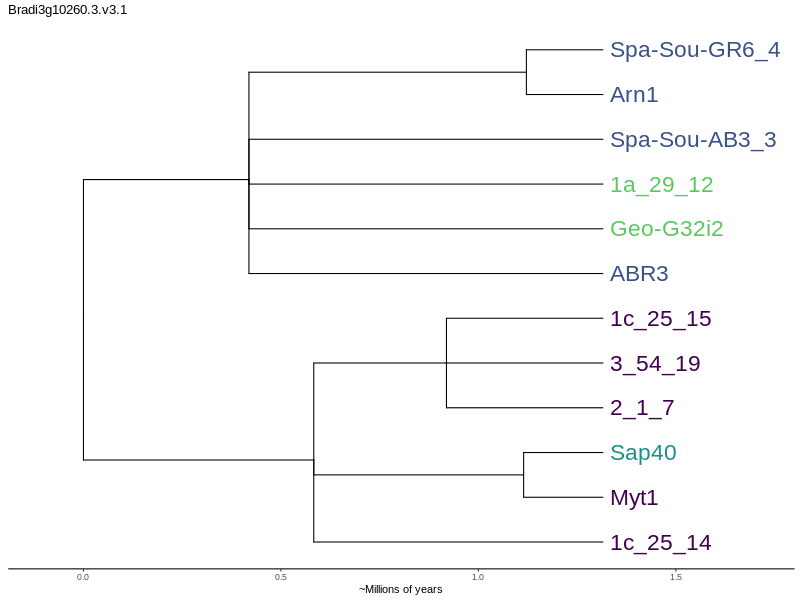 Bradi3g10260.3.v3.1
Spa-Sou-GR6_4
Arn1
Spa-Sou-AB3_3
1a_29_12
Geo-G32i2
ABR3
1c_25_15
3_54_19
2_1_7
Sap40
Myt1
1c_25_14
0.0 0.5 1.0 1.5
~Millions of years